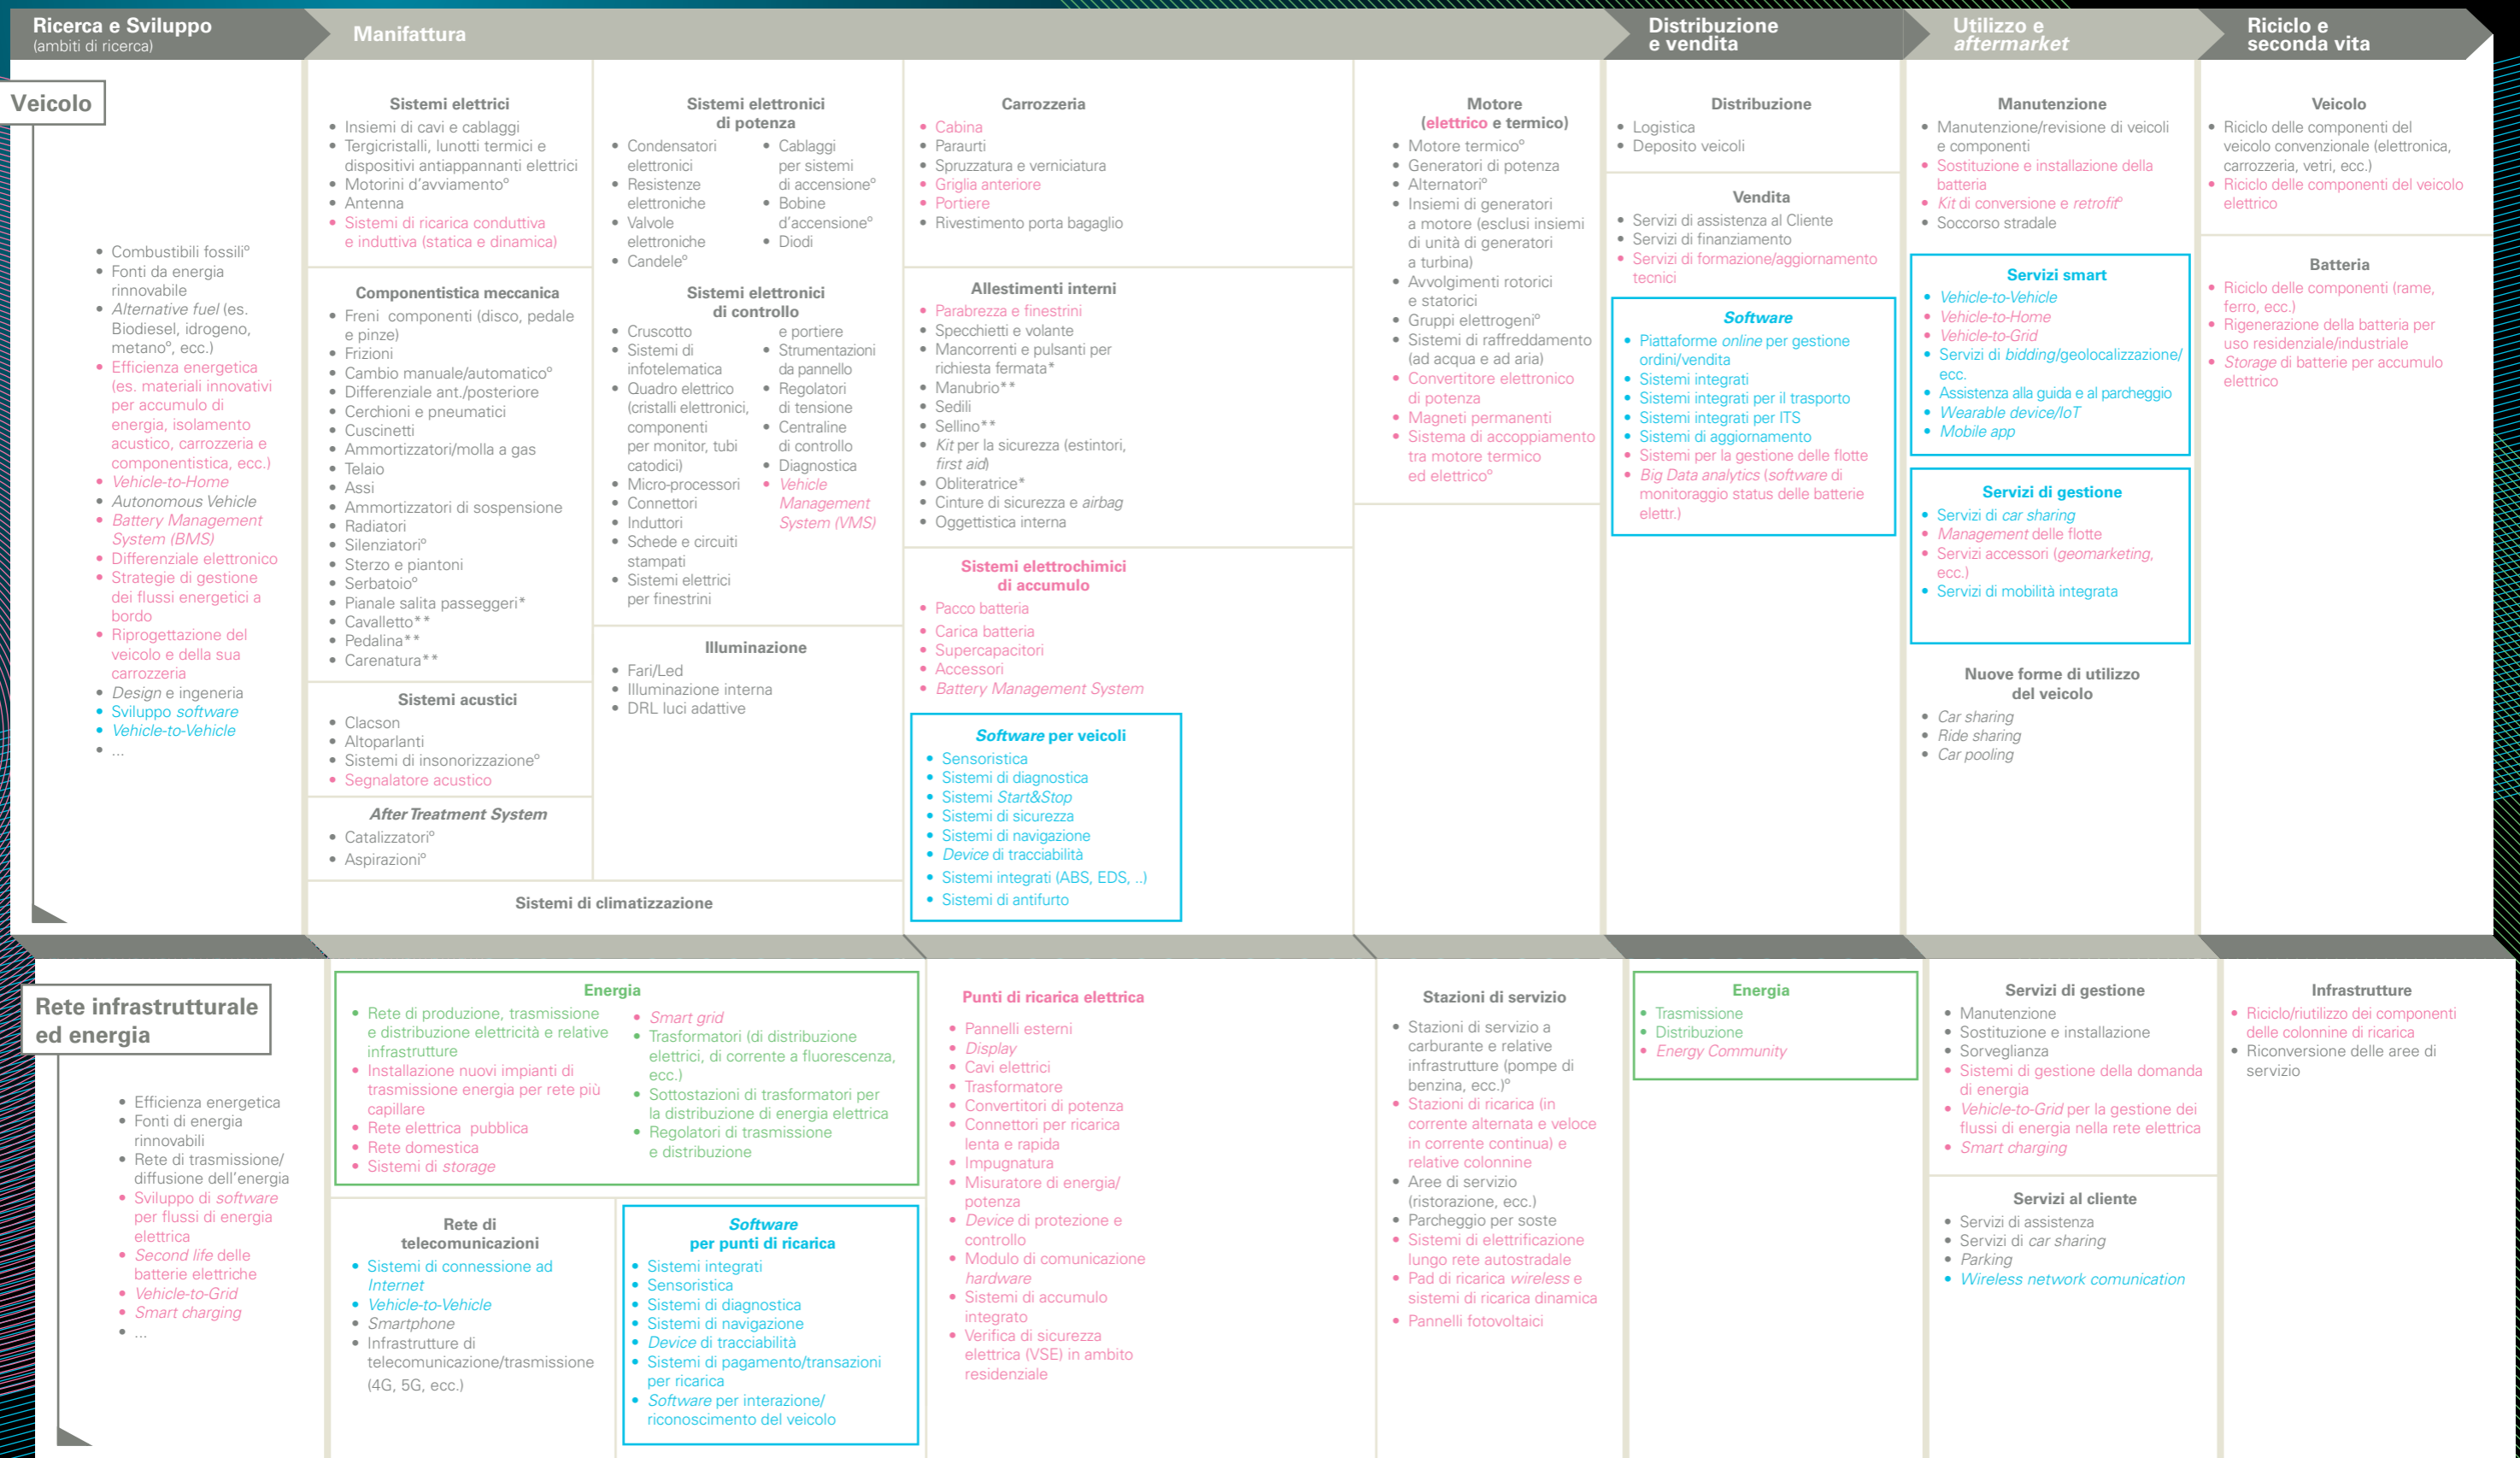 Ricerca e Sviluppo
(ambiti di ricerca)
Manifattura
Distribuzione
e vendita
Utilizzo e
aftermarket
Riciclo e
seconda vita
Veicolo
• Combustibili fossili°
• Fonti da energia
rinnovabile
• Alternative fuel (es.
Biodiesel, idrogeno,
metano°, ecc.)
• Efficienza energetica
(es. materiali innovativi
per accumulo di
energia, isolamento
acustico, carrozzeria e
componentistica, ecc.)
• Vehicle-to-Home
• Autonomous Vehicle
• Battery Management
System (BMS)
• Differenziale elettronico
• Strategie di gestione
dei flussi energetici a
bordo
• Riprogettazione del
veicolo e della sua
carrozzeria
• Design e ingeneria
• Sviluppo software
• Vehicle-to-Vehicle
• ...
Sistemi elettrici
• Insiemi di cavi e cablaggi
• Tergicristalli, lunotti termici e
dispositivi antiappannanti elettrici
• Motorini d'avviamento°
• Antenna
• Sistemi di ricarica conduttiva
e induttiva (statica e dinamica)
Componentistica meccanica
• Freni componenti (disco, pedale
e pinze)
• Frizioni
• Cambio manuale/automatico°
• Differenziale ant./posteriore
• Cerchioni e pneumatici
• Cuscinetti
• Ammortizzatori/molla a gas
• Telaio
• Assi
• Ammortizzatori di sospensione
• Radiatori
• Silenziatori°
• Sterzo e piantoni
• Serbatoio°
• Pianale salita passeggeri*
• Cavalletto**
• Pedalina**
• Carenatura**
Sistemi acustici
• Clacson
• Altoparlanti
• Sistemi di insonorizzazione°
• Segnalatore acustico
After Treatment System
• Catalizzatori°
• Aspirazioni°
Sistemi di climatizzazione
Sistemi elettronici
di potenza
• Condensatori
elettronici
• Resistenze
elettroniche
• Valvole
elettroniche
• Candele°
• Cablaggi
per sistemi
di accensione°
• Bobine
d'accensione°
• Diodi
Sistemi elettronici
di controllo
• Cruscotto
• Sistemi di
infotelematica
• Quadro elettrico
(cristalli elettronici,
componenti
per monitor, tubi
catodici)
• Micro-processori
• Connettori
• Induttori
• Schede e circuiti
stampati
• Sistemi elettrici
per finestrini
e portiere
• Strumentazioni
da pannello
• Regolatori
di tensione
• Centraline
di controllo
• Diagnostica
• Vehicle
Management
System (VMS)
Illuminazione
• Fari/Led
• Illuminazione interna
• DRL luci adattive
Carrozzeria
• Cabina
• Paraurti
• Spruzzatura e verniciatura
• Griglia anteriore
• Portiere
• Rivestimento porta bagaglio
Allestimenti interni
• Parabrezza e finestrini
• Specchietti e volante
• Mancorrenti e pulsanti per
richiesta fermata*
• Manubrio**
• Sedili
• Sellino**
• Kit per la sicurezza (estintori,
first aid)
• Obliteratrice*
• Cinture di sicurezza e airbag
• Oggettistica interna
Sistemi elettrochimici
di accumulo
• Pacco batteria
• Carica batteria
• Supercapacitori
• Accessori
• Battery Management System
Software per veicoli
• Sensoristica
• Sistemi di diagnostica
• Sistemi Start&Stop
• Sistemi di sicurezza
• Sistemi di navigazione
• Device di tracciabilità
• Sistemi integrati (ABS, EDS, ..)
• Sistemi di antifurto
Motore
(elettrico e termico)
• Motore termico°
• Generatori di potenza
• Alternatori°
• Insiemi di generatori
a motore (esclusi insiemi
di unità di generatori
a turbina)
• Avvolgimenti rotorici
e statorici
• Gruppi elettrogeni°
• Sistemi di raffreddamento
(ad acqua e ad aria)
• Convertitore elettronico
di potenza
• Magneti permanenti
• Sistema di accoppiamento
tra motore termico
ed elettrico°
Distribuzione
• Logistica
• Deposito veicoli
Vendita
• Servizi di assistenza al Cliente
• Servizi di finanziamento
• Servizi di formazione/aggiornamento
tecnici
Software
• Piattaforme online per gestione
ordini/vendita
• Sistemi integrati
• Sistemi integrati per il trasporto
• Sistemi integrati per ITS
• Sistemi di aggiornamento
• Sistemi per la gestione delle flotte
• Big Data analytics (software di
monitoraggio status delle batterie
elettr.)
Manutenzione
• Manutenzione/revisione di veicoli
e componenti
• Sostituzione e installazione della
batteria
• Kit di conversione e retrofit°
• Soccorso stradale
Servizi smart
• Vehicle-to-Vehicle
• Vehicle-to-Home
• Vehicle-to-Grid
• Servizi di bidding/geolocalizzazione/
ecc.
• Assistenza alla guida e al parcheggio
• Wearable device/IoT
• Mobile app
Servizi di gestione
• Servizi di car sharing
• Management delle flotte
• Servizi accessori (geomarketing,
ecc.)
• Servizi di mobilità integrata
Nuove forme di utilizzo
del veicolo
• Car sharing
• Ride sharing
• Car pooling
Veicolo
• Riciclo delle componenti del
veicolo convenzionale (elettronica,
carrozzeria, vetri, ecc.)
• Riciclo delle componenti del veicolo
elettrico
Batteria
• Riciclo delle componenti (rame,
ferro, ecc.)
• Rigenerazione della batteria per
uso residenziale/industriale
• Storage di batterie per accumulo
elettrico
Rete infrastrutturale
ed energia
• Efficienza energetica
• Fonti di energia
rinnovabili
• Rete di trasmissione/
diffusione dell'energia
• Sviluppo di software
per flussi di energia
elettrica
• Second life delle
batterie elettriche
• Vehicle-to-Grid
• Smart charging
• ...
Energia
• Rete di produzione, trasmissione
e distribuzione elettricità e relative
infrastrutture
• Installazione nuovi impianti di
trasmissione energia per rete più
capillare
• Rete elettrica pubblica
• Rete domestica
• Sistemi di storage
• Smart grid
• Trasformatori (di distribuzione
elettrici, di corrente a fluorescenza,
ecc.)
• Sottostazioni di trasformatori per
la distribuzione di energia elettrica
• Regolatori di trasmissione
e distribuzione
Rete di
telecomunicazioni
• Sistemi di connessione ad
Internet
• Vehicle-to-Vehicle
• Smartphone
• Infrastrutture di
telecomunicazione/trasmissione
(4G, 5G, ecc.)
Software
per punti di ricarica
• Sistemi integrati
• Sensoristica
• Sistemi di diagnostica
• Sistemi di navigazione
• Device di tracciabilità
• Sistemi di pagamento/transazioni
per ricarica
• Software per interazione/
riconoscimento del veicolo
Punti di ricarica elettrica
• Pannelli esterni
• Display
• Cavi elettrici
• Trasformatore
• Convertitori di potenza
• Connettori per ricarica
lenta e rapida
• Impugnatura
• Misuratore di energia/
potenza
• Device di protezione e
controllo
• Modulo di comunicazione
hardware
• Sistemi di accumulo
integrato
• Verifica di sicurezza
elettrica (VSE) in ambito
residenziale
Stazioni di servizio
• Stazioni di servizio a
carburante e relative
infrastrutture (pompe di
benzina, ecc.)°
• Stazioni di ricarica (in
corrente alternata e veloce
in corrente continua) e
relative colonnine
• Aree di servizio
(ristorazione, ecc.)
• Parcheggio per soste
• Sistemi di elettrificazione
lungo rete autostradale
• Pad di ricarica wireless e
sistemi di ricarica dinamica
• Pannelli fotovoltaici
Energia
• Trasmissione
• Distribuzione
• Energy Community
Servizi di gestione
• Manutenzione
• Sostituzione e installazione
• Sorveglianza
• Sistemi di gestione della domanda
di energia
• Vehicle-to-Grid per la gestione dei
flussi di energia nella rete elettrica
• Smart charging
Servizi al cliente
• Servizi di assistenza
• Servizi di car sharing
• Parking
• Wireless network comunication
Infrastrutture
• Riciclo/riutilizzo dei componenti
delle colonnine di ricarica
• Riconversione delle aree di
servizio